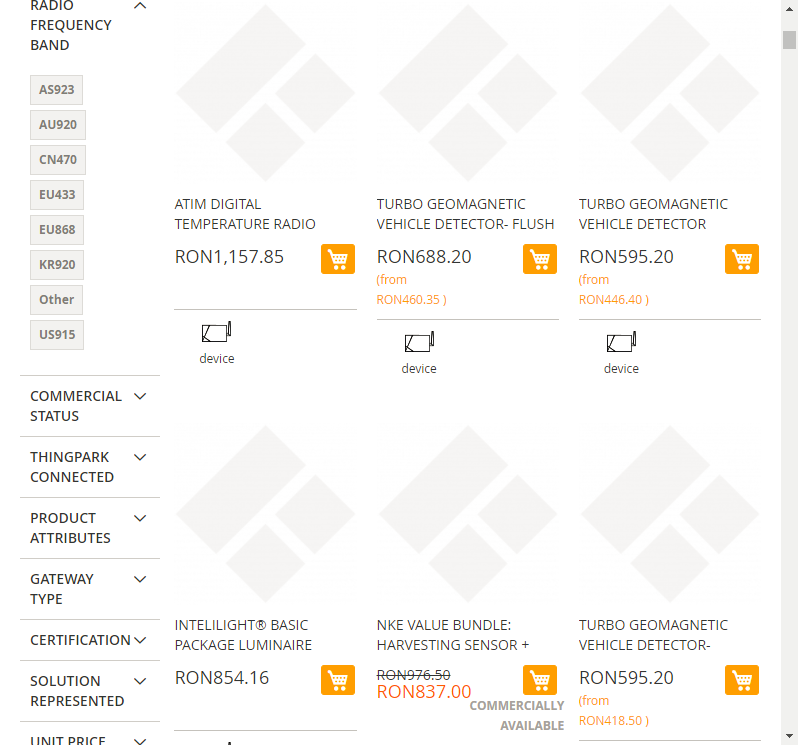 RADIO
FREQUENCY
BAND
AS923
AU920
CN470
EU433
EU868
KR920
Other
US915
COMMERCIAL
STATUS
THINGPARK
CONNECTED
PRODUCT
ATTRIBUTES
GATEWAY
TYPE
CERTIFICATION
SOLUTION
REPRESENTED
UNIT PRICE
ATIM DIGITAL
TEMPERATURE RADIO
RON1,157.85
device
TURBO GEOMAGNETIC
VEHICLE DETECTOR- FLUSH
RON688.20
(from
RON460.35 )
device
TURBO GEOMAGNETIC
VEHICLE DETECTOR
RON595.20
(from
RON446.40 )
device
INTELILIGHT® BASIC
PACKAGE LUMINAIRE
RON854.16
NKE VALUE BUNDLE:
HARVESTING SENSOR +
RON976.50
RON837.00
COMMERCIALLY
AVAILABLE
TURBO GEOMAGNETIC
VEHICLE DETECTOR-
RON595.20
(from
RON418.50 )